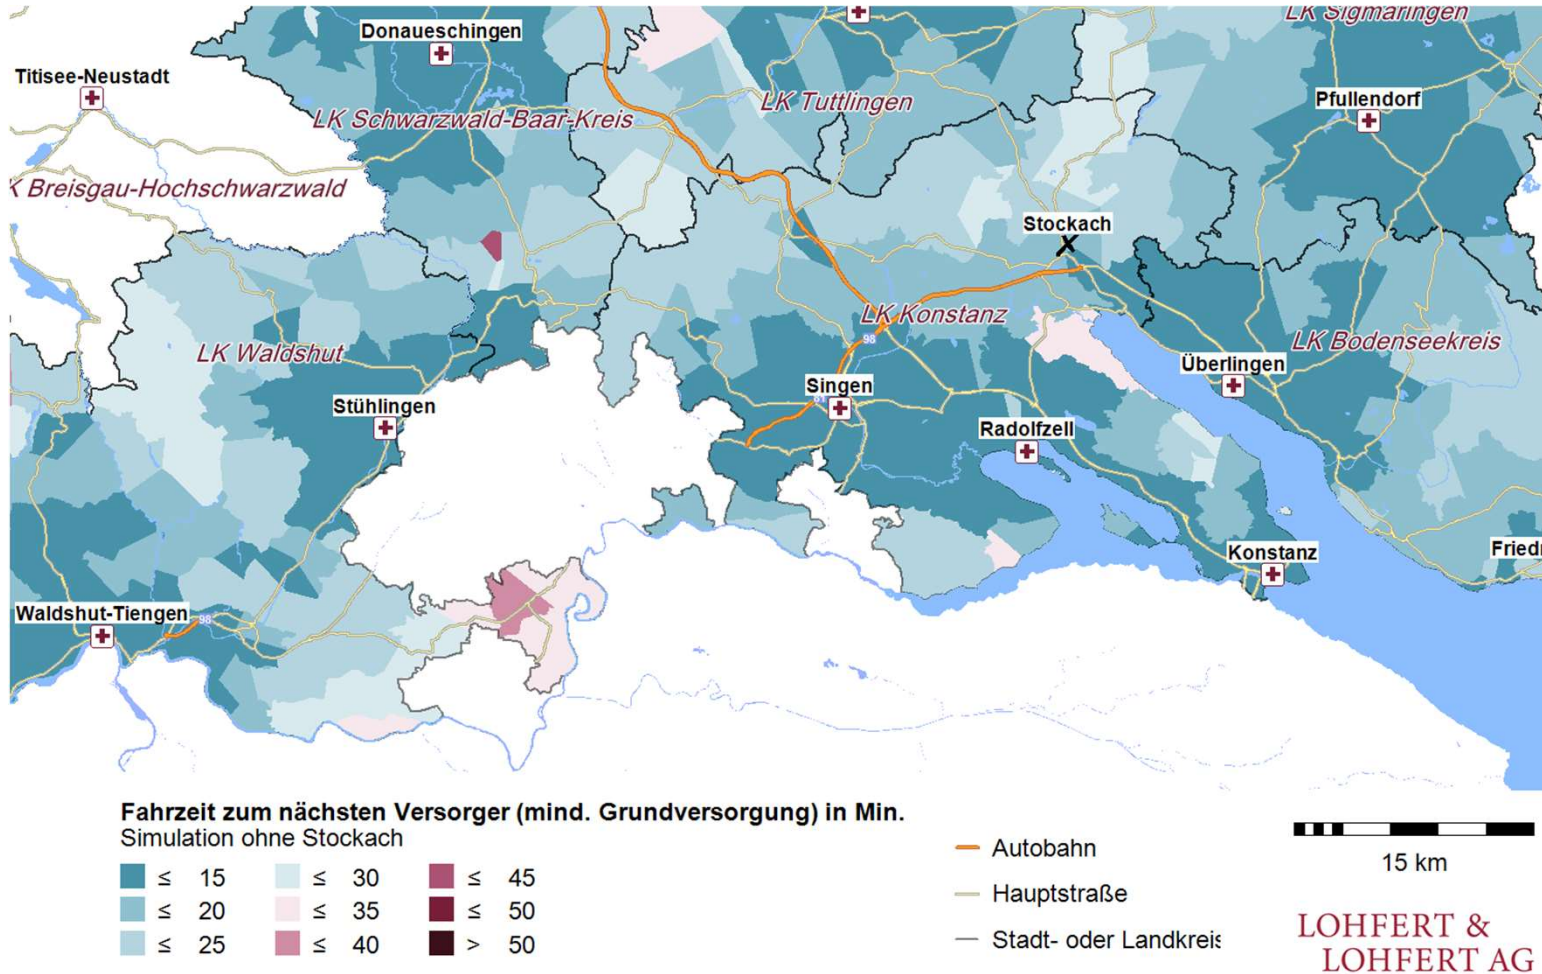 LK Sigmaringen
Donaueschingen
Titisee-Neustadt
LK Tuttlingen
Pfullendorf
LK Schwarzwald-Baar-Kreis
K Breisgau-Hochschwarzwald
Stockach
LK Konstanz
98
LK Waldshut
LK Bodenseekreis
Überlingen
Singen
81
Stühlingen
Radolfzell
Konstanz
Friedr
Waldshut-Tiengen
98
Fahrzeit zum nächsten Versorger (mind. Grundversorgung) in Min.
Simulation ohne Stockach
≤ 15
≤ 20
≤ 25
≤ 30
≤ 35
≤ 40
≤ 45
≤ 50
> 50
Autobahn
Hauptstraße
Stadt- oder Landkreis
15 km
LOHFERT &
LOHFERT AG